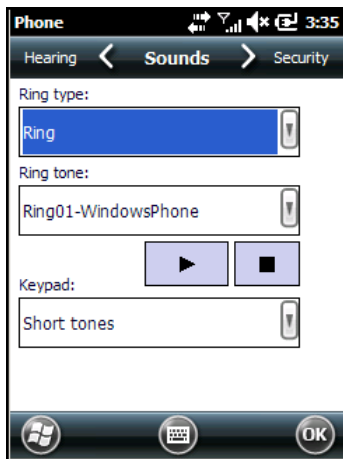 Phone 3:35
Hearing Sounds Security
Ring type:
Ring
Ring tone:
Ring01-WindowsPhone
Keypad:
Short tones
OK